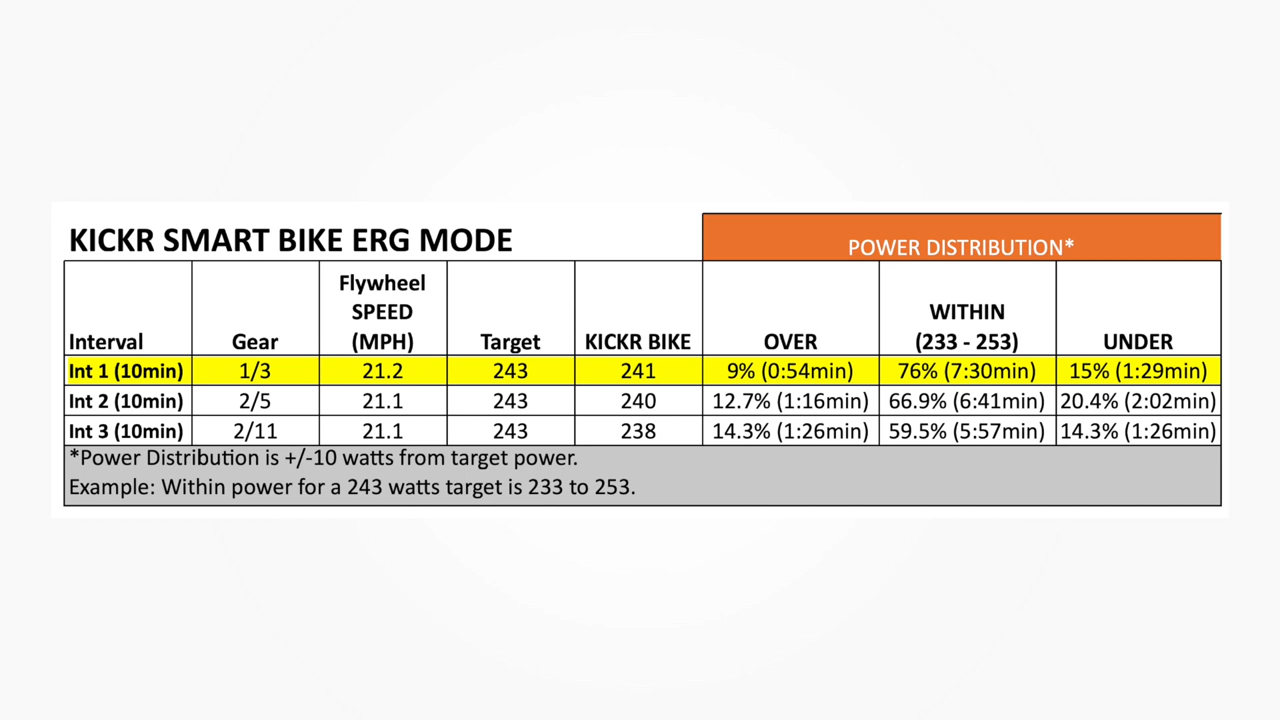 KICKR SMART BIKE ERG MODE
POWER DISTRIBUTION*
Interval Gear Flywheel SPEED (MPH) Target KICKR BIKE OVER WITHIN (233 - 253) UNDER
Int 1 (10min) 1/3 21.2 243 241 9% (0:54min) 76% (7:30min) 15% (1:29min)
Int 2 (10min) 2/5 21.1 243 240 12.7% (1:16min) 66.9% (6:41min) 20.4% (2:02min)
Int 3 (10min) 2/11 21.1 243 238 14.3% (1:26min) 59.5% (5:57min) 14.3% (1:26min)
*Power Distribution is +/-10 watts from target power.
Example: Within power for a 243 watts target is 233 to 253.